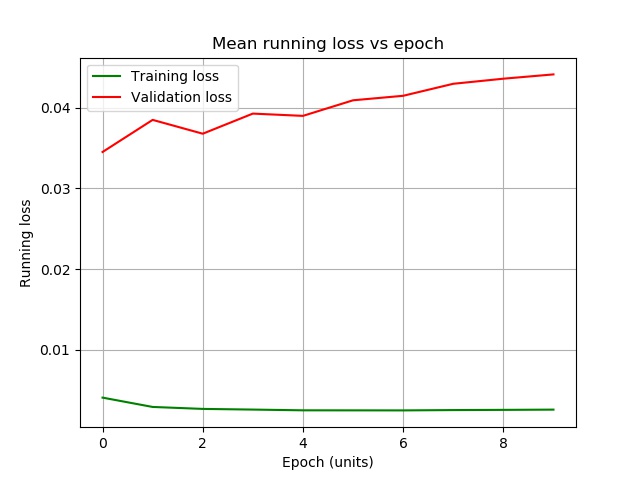 Mean running loss vs epoch
Training loss
Validation loss
0.04
0.03
0.02
0.01
Running loss
0 2 4 6 8
Epoch (units)